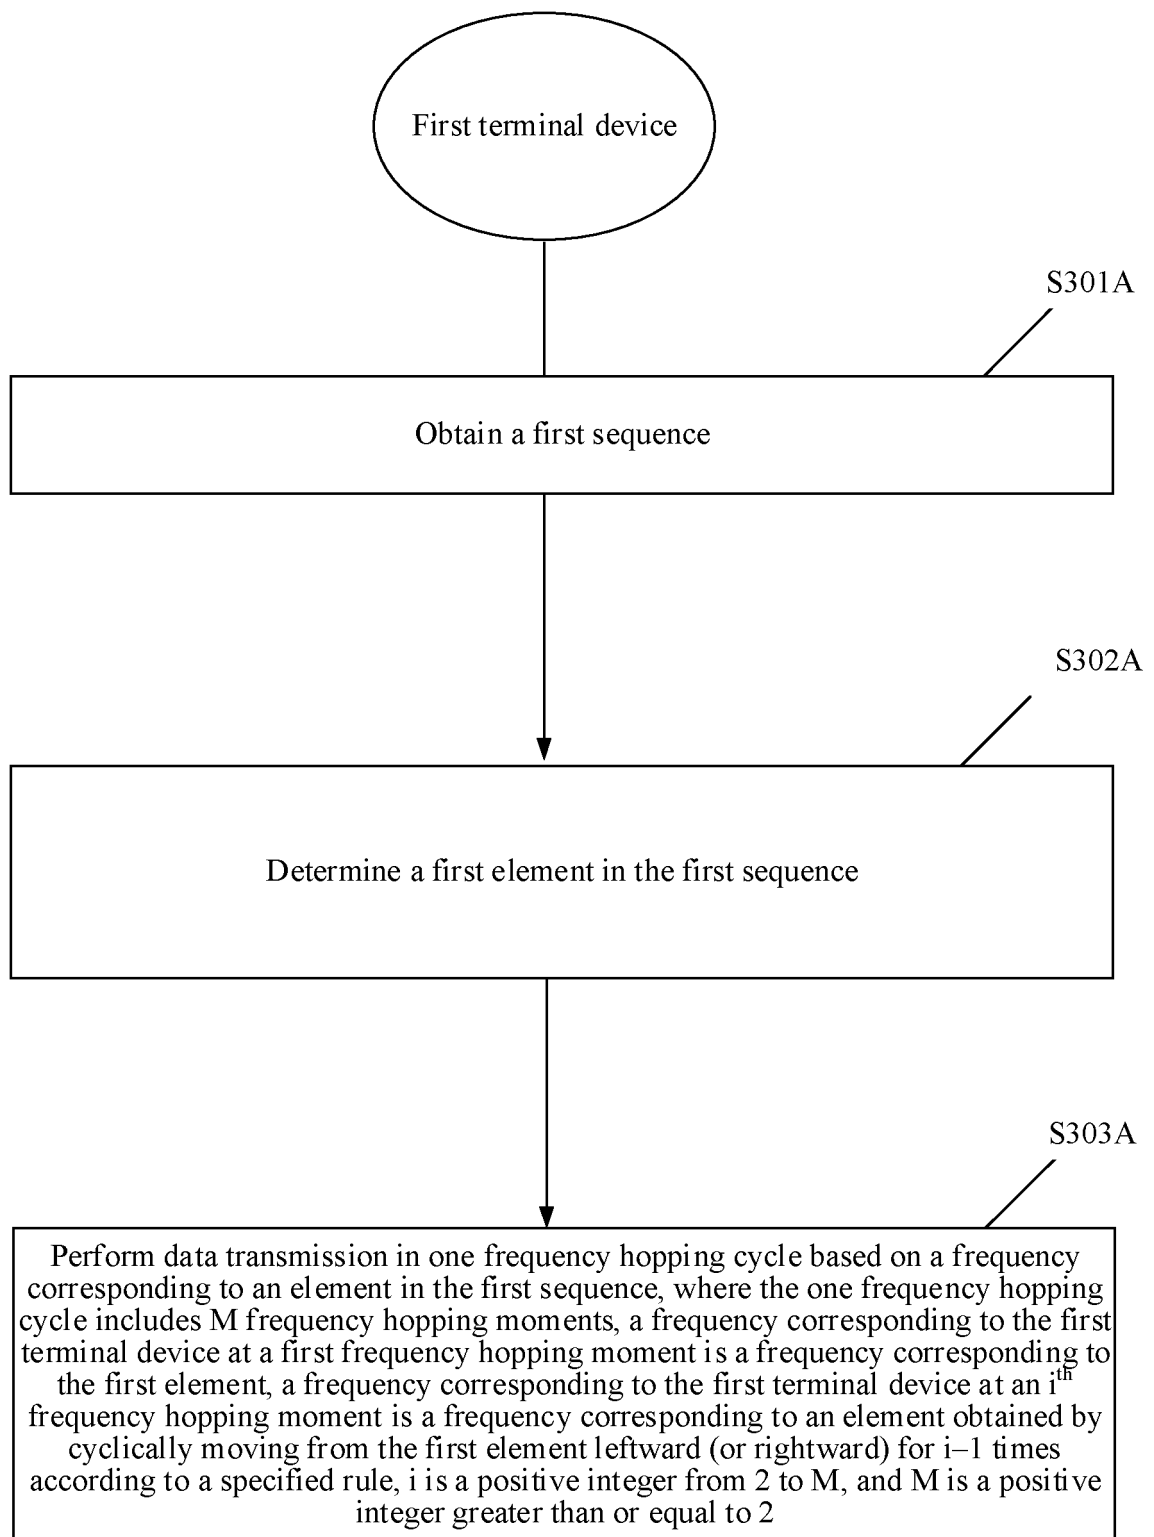 First terminal device
S301A
Obtain a first sequence
S302A
Determine a first element in the first sequence
S303A
Perform data transmission in one frequency hopping cycle based on a frequency
corresponding to an element in the first sequence, where the one frequency hopping
cycle includes M frequency hopping moments, a frequency corresponding to the first
terminal device at a first frequency hopping moment is a frequency corresponding to
the first element, a frequency corresponding to the first terminal device at an iᵗʰ
frequency hopping moment is a frequency corresponding to an element obtained by
cyclically moving from the first element leftward (or rightward) for i–1 times
according to a specified rule, i is a positive integer from 2 to M, and M is a positive
integer greater than or equal to 2